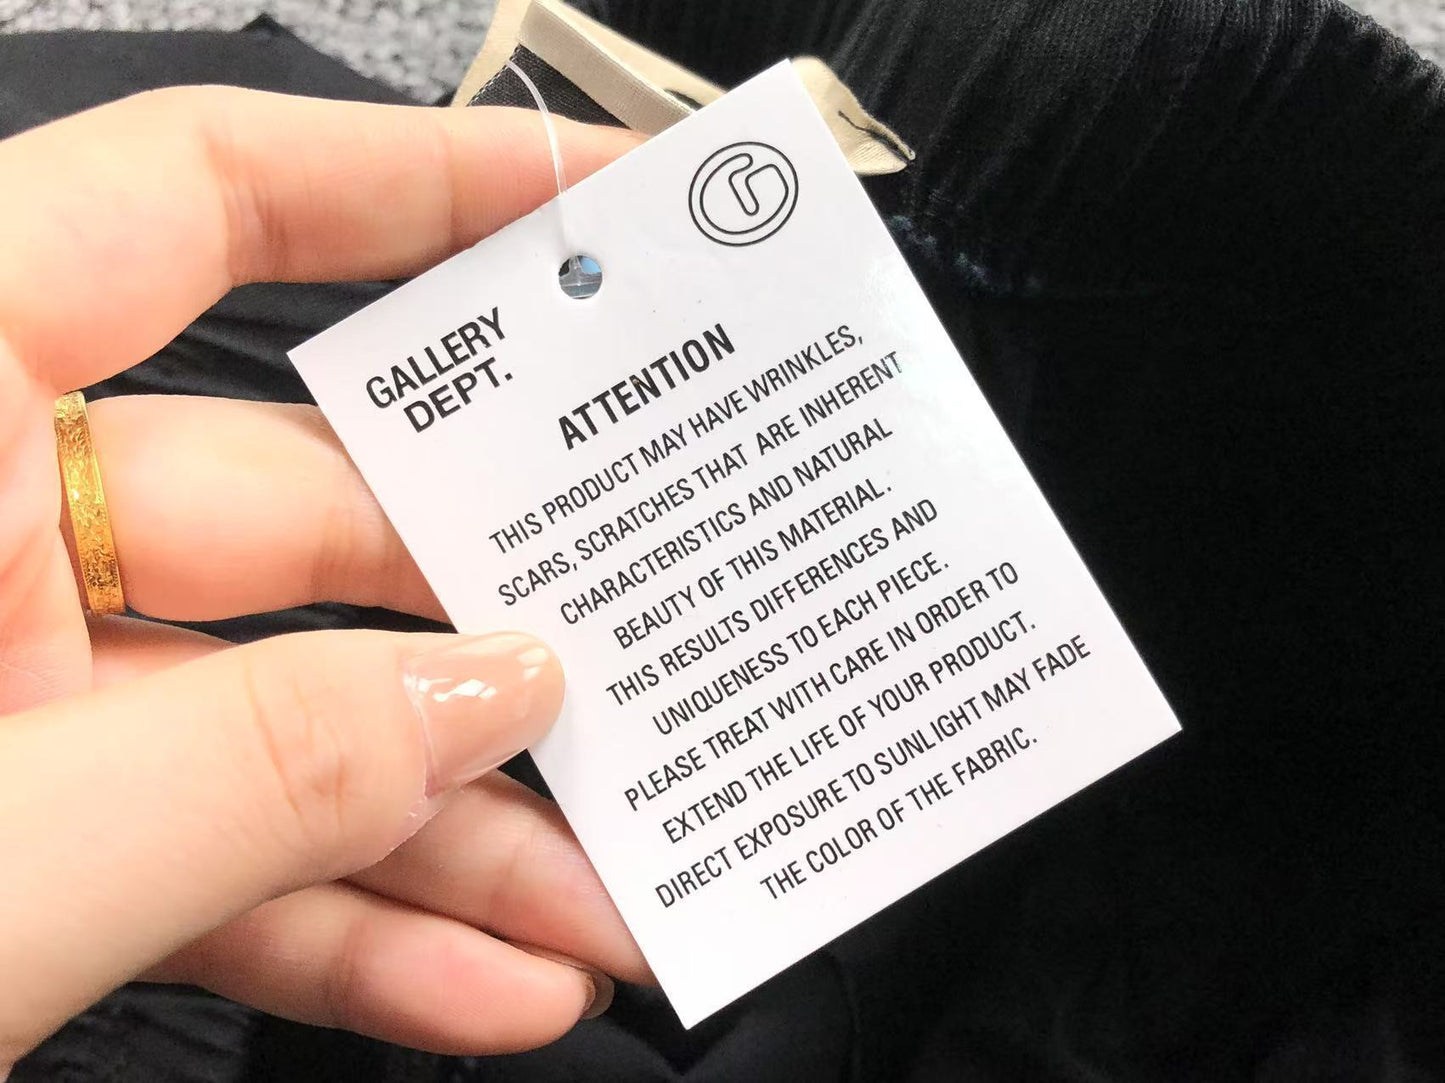 GALLERY
DEPT.
ATTENTION
THIS PRODUCT MAY HAVE WRINKLES,
SCARS, SCRATCHES THAT ARE INHERENT
CHARACTERISTICS AND NATURAL
BEAUTY OF THIS MATERIAL.
THIS RESULTS DIFFERENCES AND
UNIQUENESS TO EACH PIECE.
PLEASE TREAT WITH CARE IN ORDER TO
EXTEND THE LIFE OF YOUR PRODUCT.
DIRECT EXPOSURE TO SUNLIGHT MAY FADE
THE COLOR OF THE FABRIC.